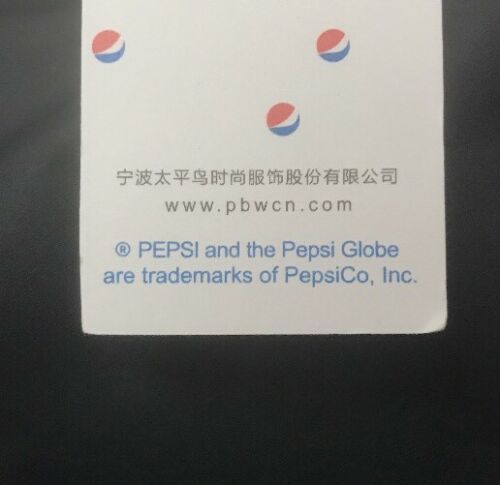 宁波太平鸟时尚服饰股份有限公司
www.pbwcn.com
® PEPSI and the Pepsi Globe
are trademarks of PepsiCo, Inc.